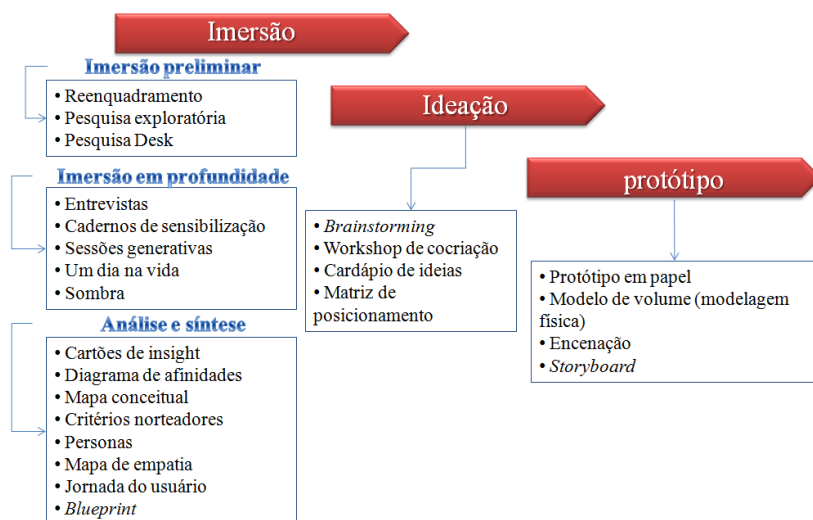 Imersão
Imersão preliminar
• Reenquadramento
• Pesquisa exploratória
• Pesquisa Desk
Imersão em profundidade
• Entrevistas
• Cadernos de sensibilização
• Sessões generativas
• Um dia na vida
• Sombra
Análise e síntese
• Cartões de insight
• Diagrama de afinidades
• Mapa conceitual
• Critérios norteadores
• Personas
• Mapa de empatia
• Jornada do usuário
• Blueprint
Ideação
• Brainstorming
• Workshop de cocriação
• Cardápio de ideias
• Matriz de
posicionamento
protótipo
• Protótipo em papel
• Modelo de volume (modelagem
física)
• Encenação
• Storyboard